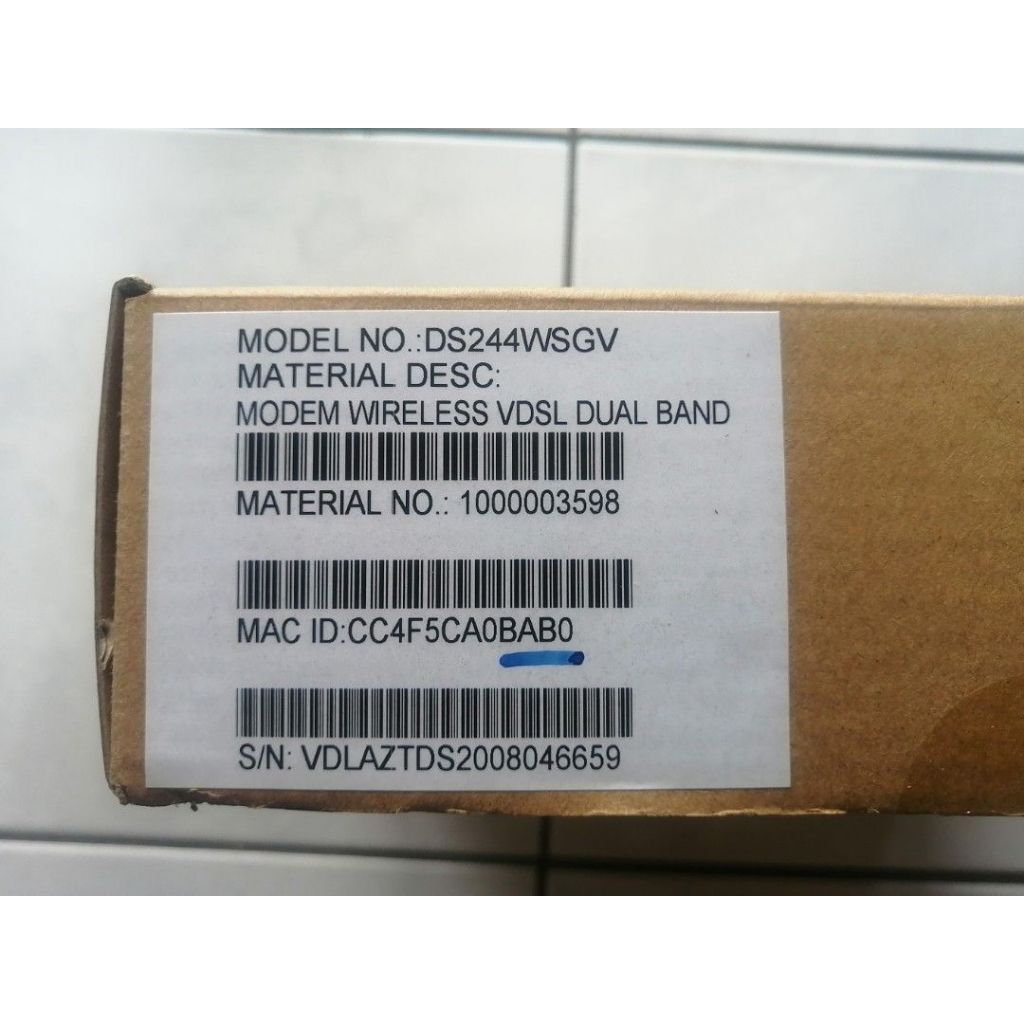 MODEL NO.:DS244WSGV
MATERIAL DESC:
MODEM WIRELESS VDSL DUAL BAND
MATERIAL NO.: 1000003598
MAC ID:CC4F5CA0BAB0
S/N: VDLAZTDS2008046659